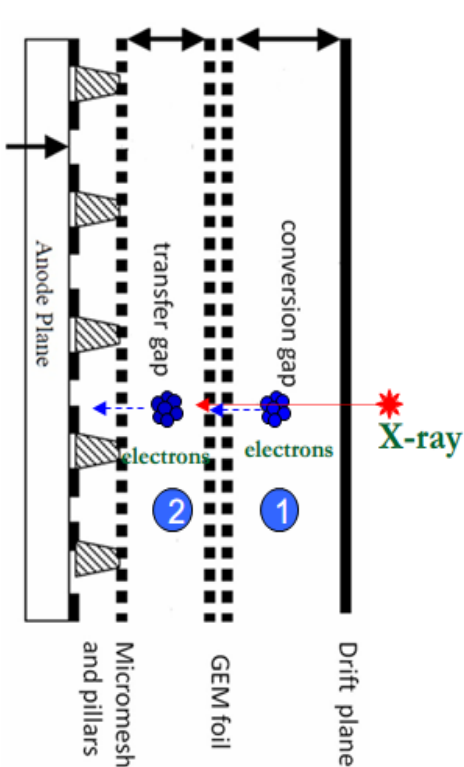 Anode Plane
transfer gap
conversion gap
X-ray
electrons
electrons
2
1
Micromesh
and pillars
GEM foil
Drift plane